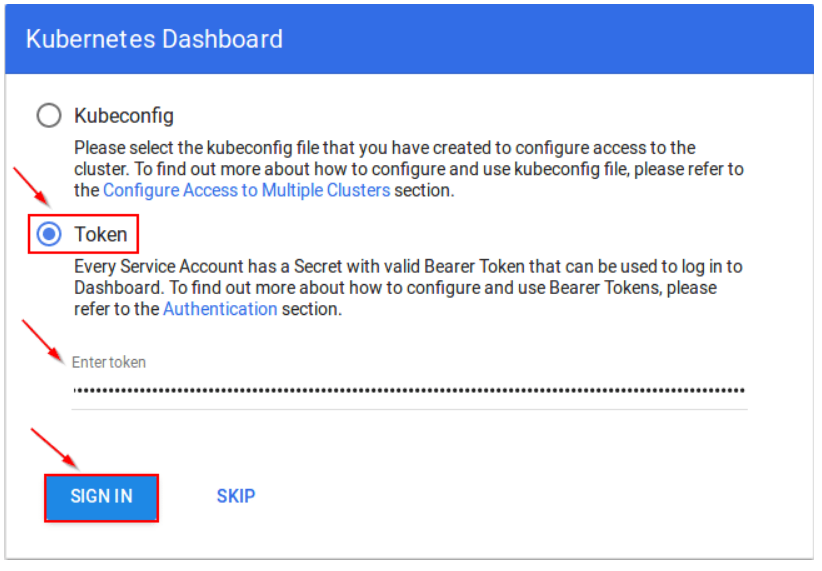 Kubernetes Dashboard
Kubeconfig
Please select the kubeconfig file that you have created to configure access to the
cluster. To find out more about how to configure and use kubeconfig file, please refer to
the Configure Access to Multiple Clusters section.
Token
Every Service Account has a Secret with valid Bearer Token that can be used to log in to
Dashboard. To find out more about how to configure and use Bearer Tokens, please
refer to the Authentication section.
Enter token
SIGN IN
SKIP